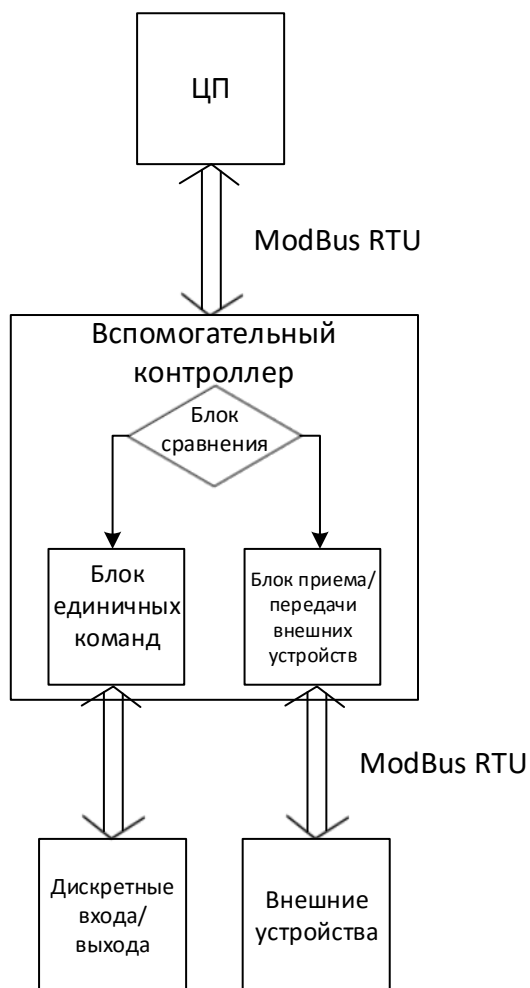 ЦП
ModBus RTU
Вспомогательный
контроллер
Блок
сравнения
Блок
единичных
команд
Блок приема/
передачи
внешних
устройств
ModBus RTU
Дискретные
входа/
выхода
Внешние
устройства